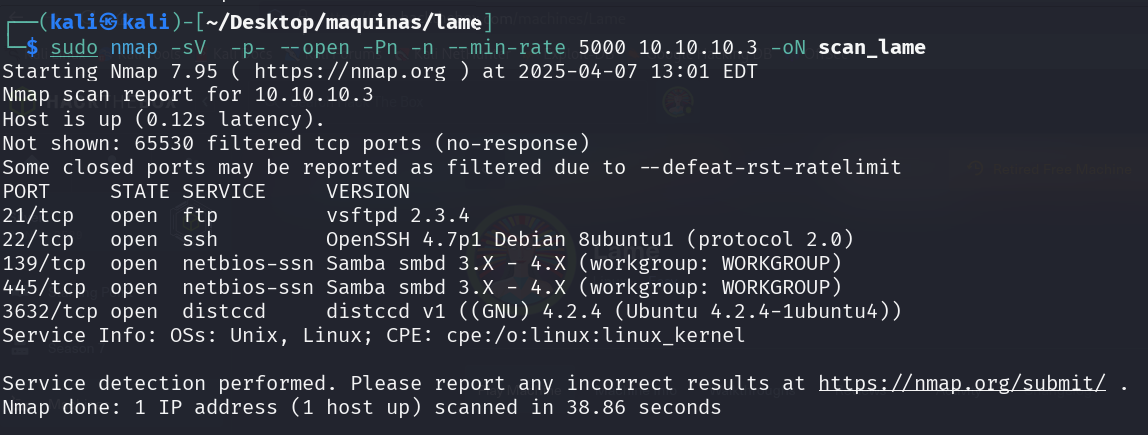 ┌──(kali㉿kali)-[~/Desktop/maquinas/lame]
└─$ sudo nmap -sV  -p- --open -Pn -n --min-rate 5000 10.10.10.3 -oN scan_lame
Starting Nmap 7.95 ( https://nmap.org ) at 2025-04-07 13:01 EDT
Nmap scan report for 10.10.10.3
Host is up (0.12s latency).
Not shown: 65530 filtered tcp ports (no-response)
Some closed ports may be reported as filtered due to --defeat-rst-ratelimit
PORT     STATE SERVICE     VERSION
21/tcp   open  ftp         vsftpd 2.3.4
22/tcp   open  ssh         OpenSSH 4.7p1 Debian 8ubuntu1 (protocol 2.0)
139/tcp  open  netbios-ssn Samba smbd 3.X - 4.X (workgroup: WORKGROUP)
445/tcp  open  netbios-ssn Samba smbd 3.X - 4.X (workgroup: WORKGROUP)
3632/tcp open  distccd     distccd v1 ((GNU) 4.2.4 (Ubuntu 4.2.4-1ubuntu4))
Service Info: OSs: Unix, Linux; CPE: cpe:/o:linux:linux_kernel

Service detection performed. Please report any incorrect results at https://nmap.org/submit/ .
Nmap done: 1 IP address (1 host up) scanned in 38.86 seconds